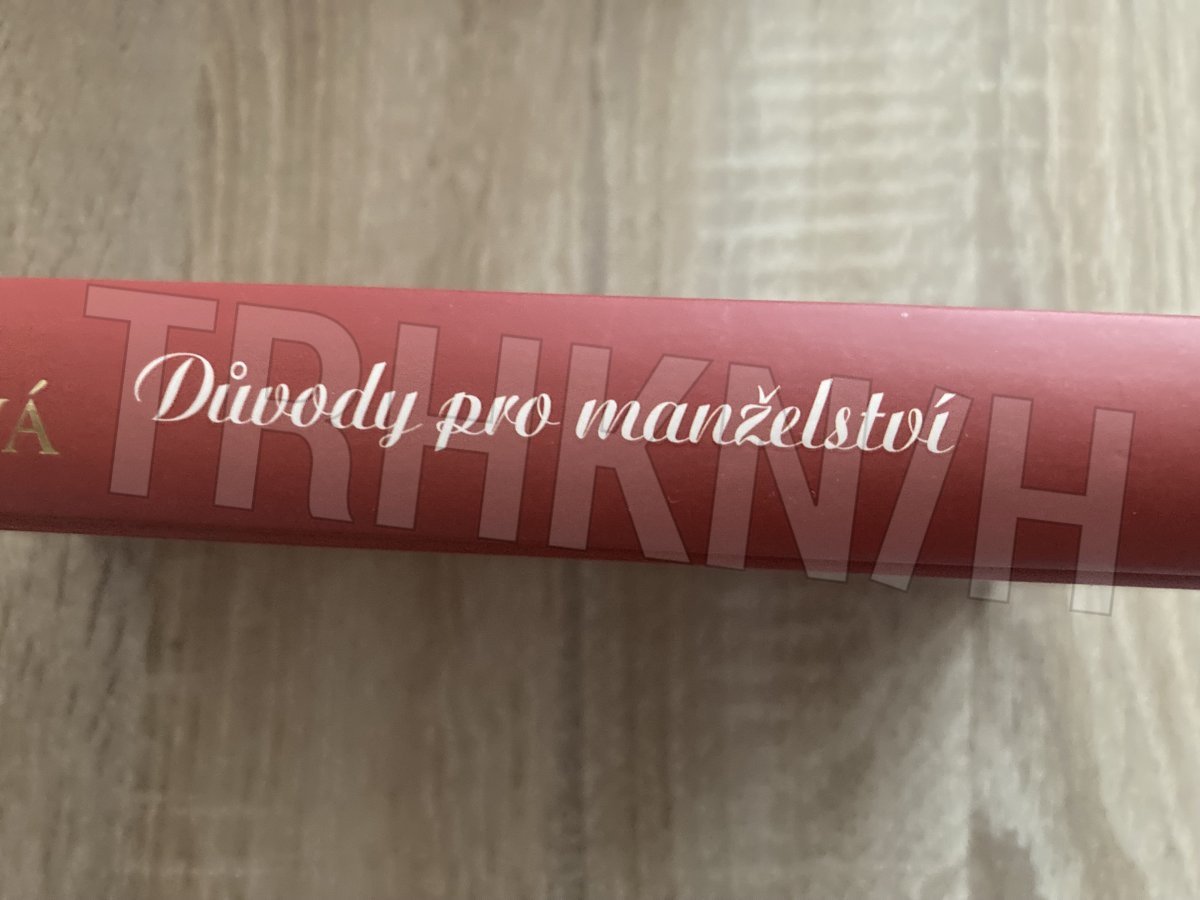 Důvody pro manželství
TRHKNIH